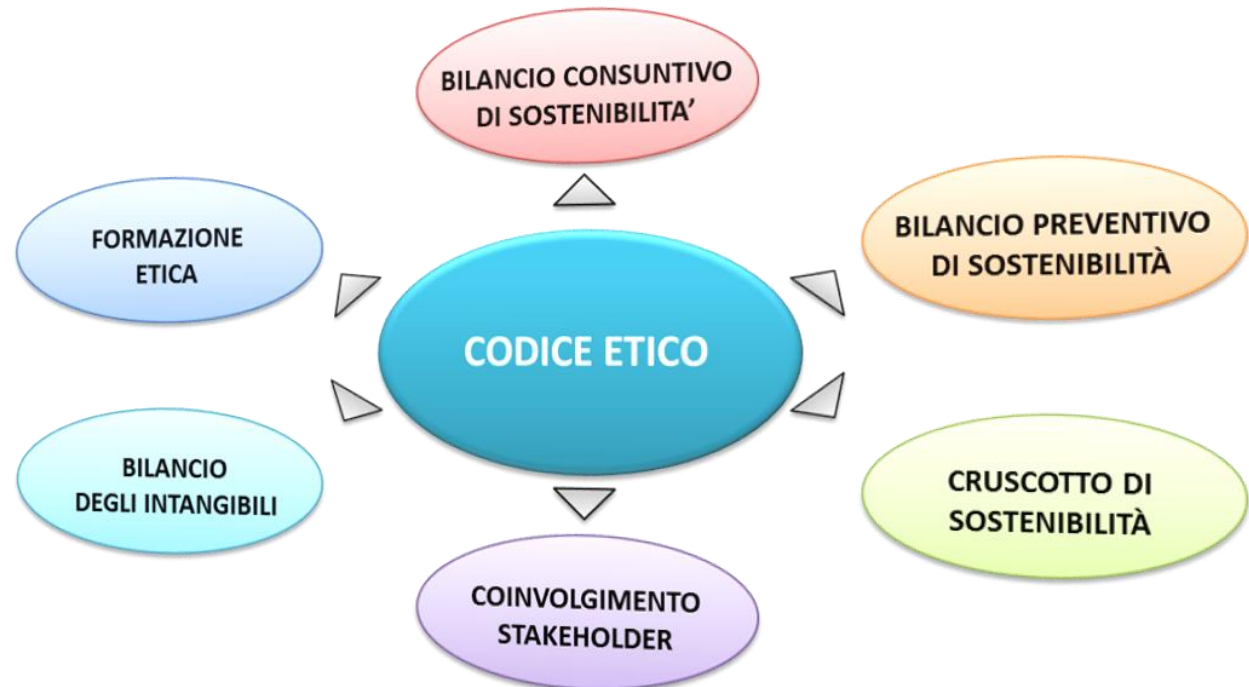 BILANCIO CONSUNTIVO
DI SOSTENIBILITA'
FORMAZIONE
ETICA
BILANCIO PREVENTIVO
DI SOSTENIBILITÀ
CODICE ETICO
BILANCIO
DEGLI INTANGIBILI
CRUSCOTTO DI
SOSTENIBILITÀ
COINVOLGIMENTO
STAKEHOLDER